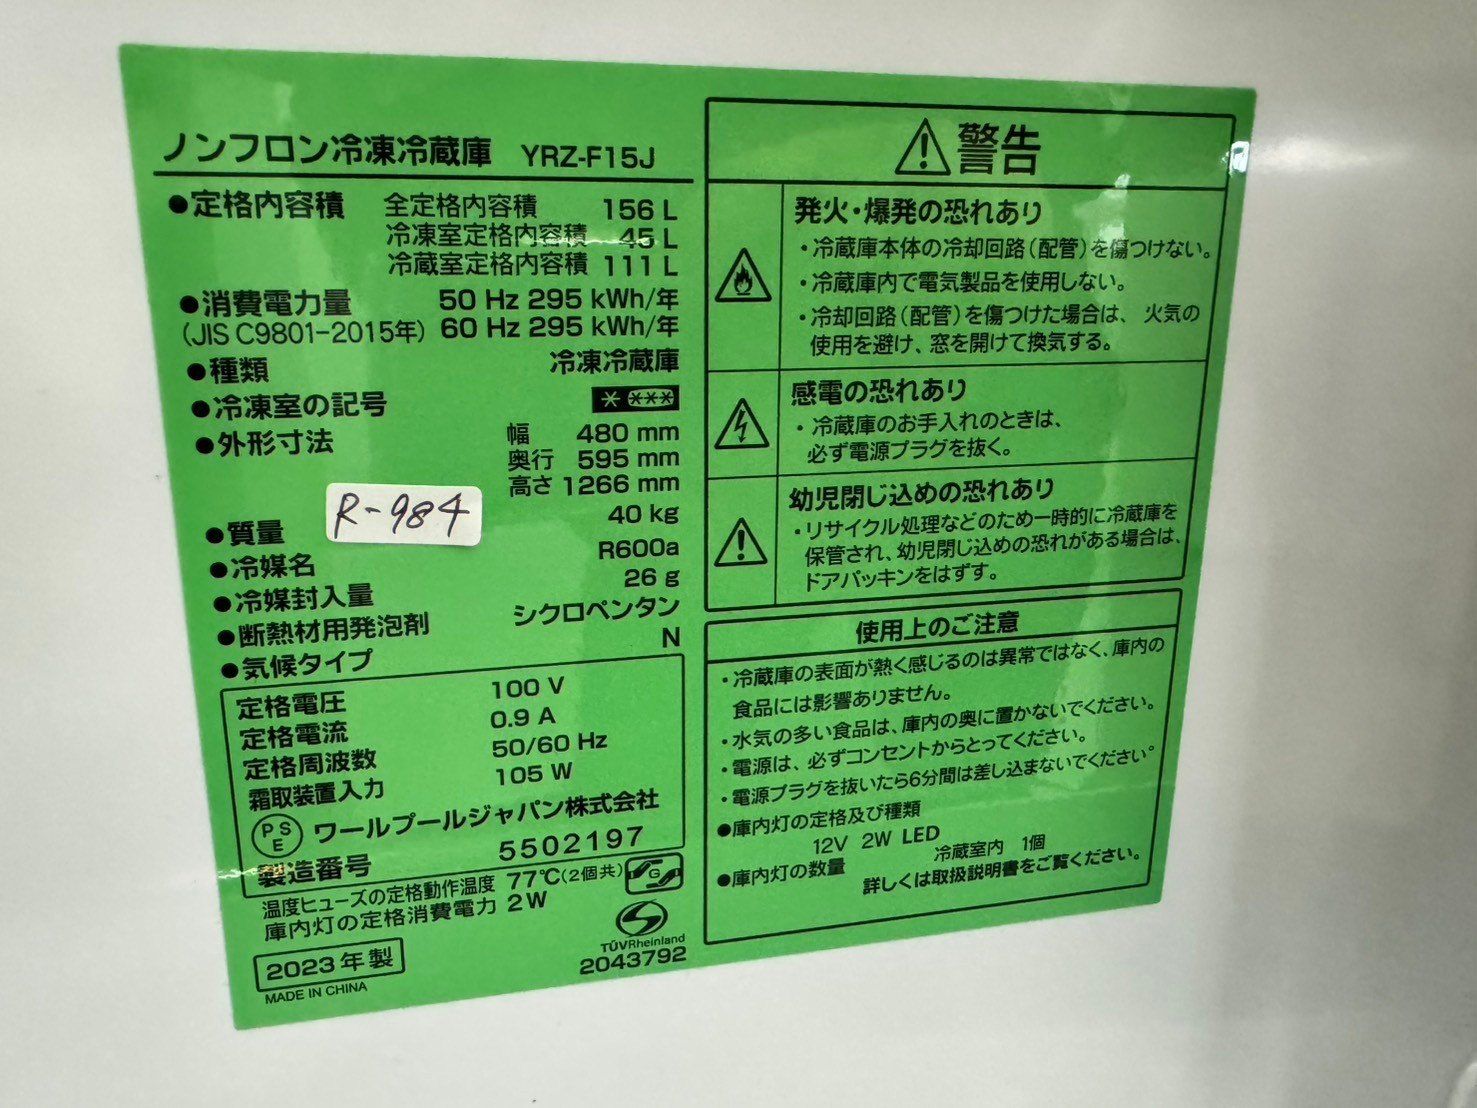 ノンフロン冷凍冷蔵庫 YRZ-F15J
●定格内容積 全定格内容積 156 L
冷凍室定格内容積 45 L
冷蔵室定格内容積 111 L
●消費電力量 50 Hz 295 kWh/年
(JIS C9801-2015年) 60 Hz 295 kWh/年
●種類 冷凍冷蔵庫
●冷凍室の記号
●外形寸法 幅 480 mm
奥行 595 mm
高さ 1266 mm
●質量 40 kg
R-984
●冷媒名 R600a
●冷媒封入量 26 g
●断熱材用発泡剤 シクロペンタン
●気候タイプ N
定格電圧 100 V
定格電流 0.9 A
定格周波数 50/60 Hz
霜取装置入力 105 W
PSE ワールプールジャパン株式会社
製造番号 5502197
温度ヒューズの定格動作温度 77℃(2個共)
G
庫内灯の定格消費電力 2W
2023年製
MADE IN CHINA
TÜVRheinland
2043792
警告
発火・爆発の恐れあり
・冷蔵庫本体の冷却回路(配管)を傷つけない。
・冷蔵庫内で電気製品を使用しない。
・冷却回路(配管)を傷つけた場合は、火気の
使用を避け、窓を開けて換気する。
感電の恐れあり
・冷蔵庫のお手入れのときは、
必ず電源プラグを抜く。
幼児閉じ込めの恐れあり
・リサイクル処理などのため一時的に冷蔵庫を
保管され、幼児閉じ込めの恐れがある場合は、
ドアパッキンをはずす。
使用上のご注意
・冷蔵庫の表面が熱く感じるのは異常ではなく、庫内の
食品には影響ありません。
・水気の多い食品は、庫内の奥に置かないでください。
・電源は、必ずコンセントからとってください。
・電源プラグを抜いたら6分間は差し込まないでください。
●庫内灯の定格及び種類
12V 2W LED
●庫内灯の数量 冷蔵室内 1個
詳しくは取扱説明書をご覧ください。